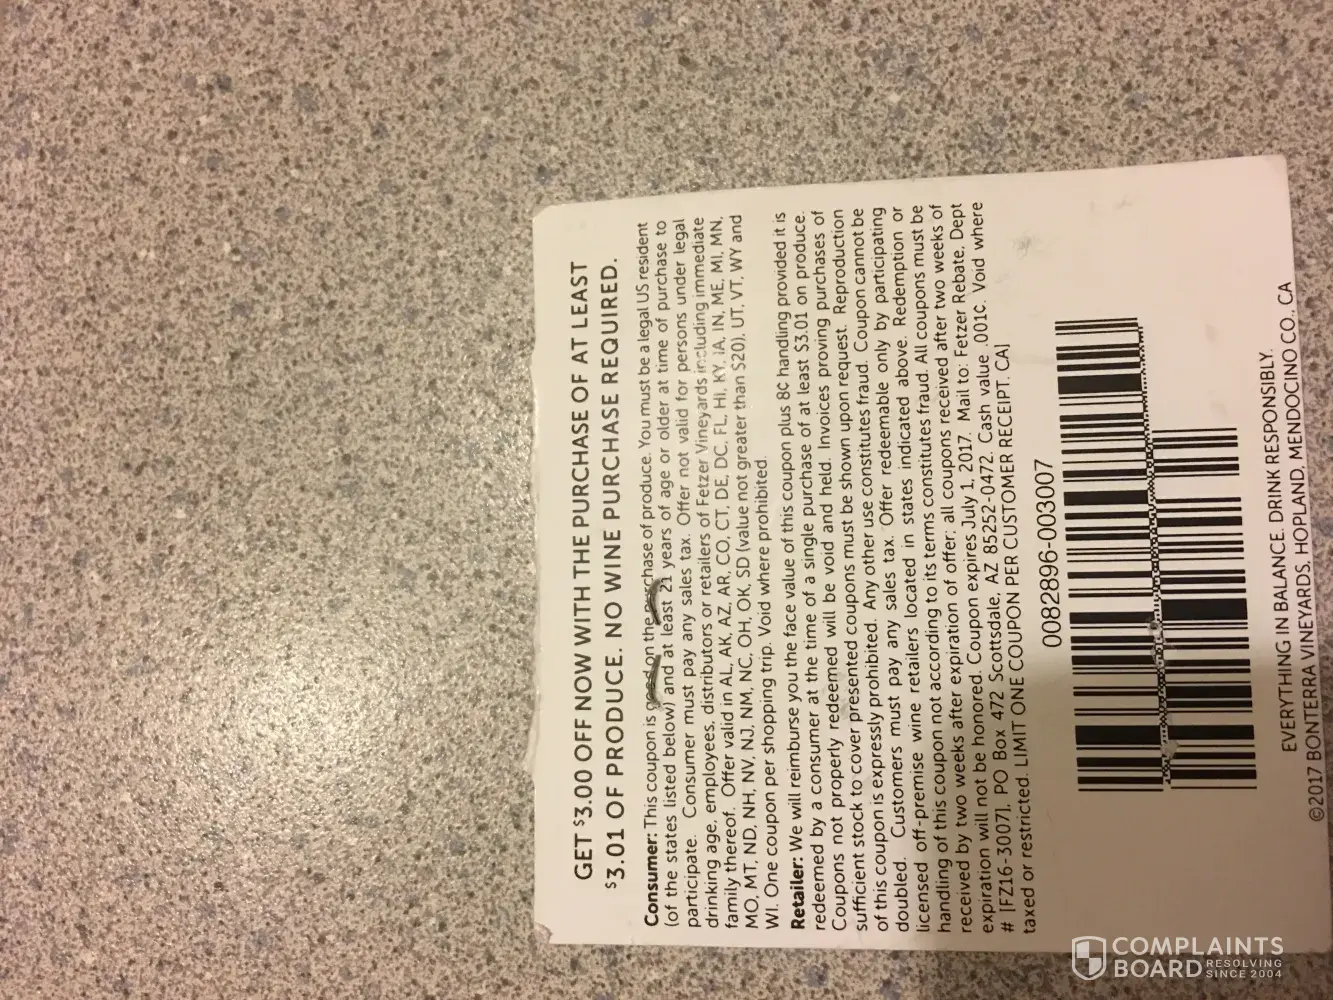 GET $3.00 OFF NOW WITH THE PURCHASE OF AT LEAST
$3.01 OF PRODUCE. NO WINE PURCHASE REQUIRED.
Consumer: This coupon is good on the purchase of produce. You must be a legal US resident
(of the states listed below) and at least 21 years of age or older at time of purchase to
participate. Consumer must pay any sales tax. Offer not valid for persons under legal
drinking age, employees, distributors or retailers of Fetzer Vineyards including immediate
family thereof. Offer valid in AL, AK, AZ, AR, CO, CT, DE, DC, FL, HI, KY, IA, IN, ME, MI, MN,
MO, MT, ND, NH, NV, NJ, NM, NC, OH, OK, SD (value not greater than $20), UT, VT, WY and
WI. One coupon per shopping trip. Void where prohibited.
Retailer: We will reimburse you the face value of this coupon plus 8¢ handling provided it is
redeemed by a consumer at the time of a single purchase of at least $3.01 on produce.
Coupons not properly redeemed will be void and held. Invoices proving purchases of
sufficient stock to cover presented coupons must be shown upon request. Reproduction
of this coupon is expressly prohibited. Any other use constitutes fraud. Coupon cannot be
doubled. Customers must pay any sales tax. Offer redeemable only by participating
licensed off-premise wine retailers located in states indicated above. Redemption or
handling of this coupon not according to its terms constitutes fraud. All coupons must be
received by two weeks after expiration of offer; all coupons received after two weeks of
expiration will not be honored. Coupon expires July 1, 2017. Mail to: Fetzer Rebate, Dept
# [FZ16-3007], PO Box 472 Scottsdale, AZ 85252-0472. Cash value .001¢. Void where
taxed or restricted. LIMIT ONE COUPON PER CUSTOMER RECEIPT. CA]
0082896-003007
EVERYTHING IN BALANCE. DRINK RESPONSIBLY.
©2017 BONTERRA VINEYARDS, HOPLAND, MENDOCINO CO., CA
COMPLAINTS
BOARD RESOLVING
SINCE 2004